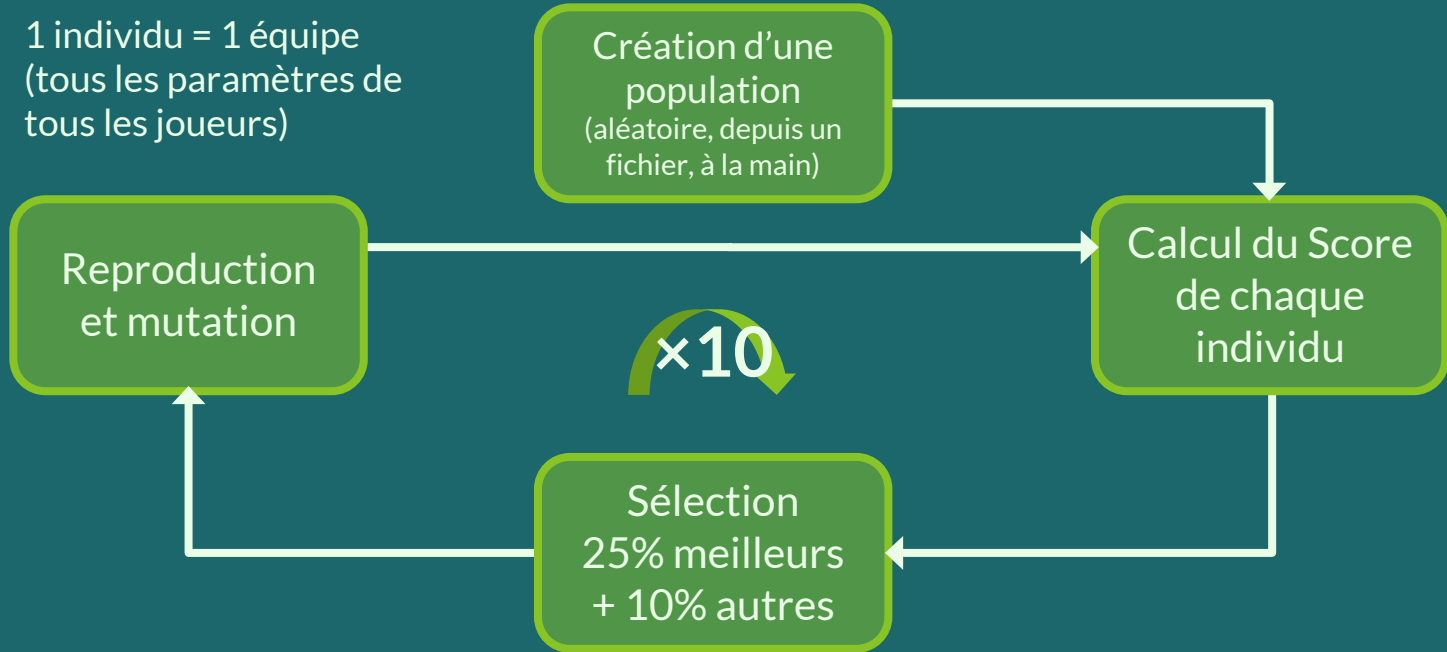 1 individu = 1 équipe
(tous les paramètres de
tous les joueurs)
Création d’une
population
(aléatoire, depuis un
fichier, à la main)
Reproduction
et mutation
Calcul du Score
de chaque
individu
×10
Sélection
25% meilleurs
+ 10% autres